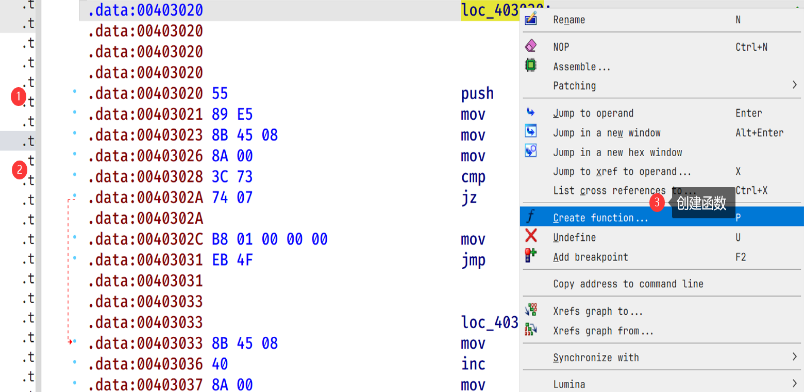 .t
.data:00403020 loc_403020:
.t
.data:00403020
.t
.data:00403020
.t
.data:00403020
.t
1
.data:00403020 55 push
.t
.data:00403021 89 E5 mov
.t
.data:00403023 8B 45 08 mov
.t
.data:00403026 8A 00 mov
.t
2
.data:00403028 3C 73 cmp
.t
.data:0040302A 74 07 jz
.t
.data:0040302A
.t
.data:0040302C B8 01 00 00 00 mov
.t
.data:00403031 EB 4F jmp
.t
.data:00403031
.t
.data:00403033
.t
.data:00403033 loc_403
.t
.data:00403033 8B 45 08 mov
.t
.data:00403036 40 inc
.t
.data:00403037 8A 00 mov
.t
Rename N
NOP Ctrl+N
Assemble...
Patching
Jump to operand Enter
Jump in a new window Alt+Enter
Jump in a new hex window
Jump to xref to operand... X
List cross references to... Ctrl+X
3 创建函数
Create function... P
Undefine U
Add breakpoint F2
Copy address to command line
Xrefs graph to...
Xrefs graph from...
Synchronize with
Lumina